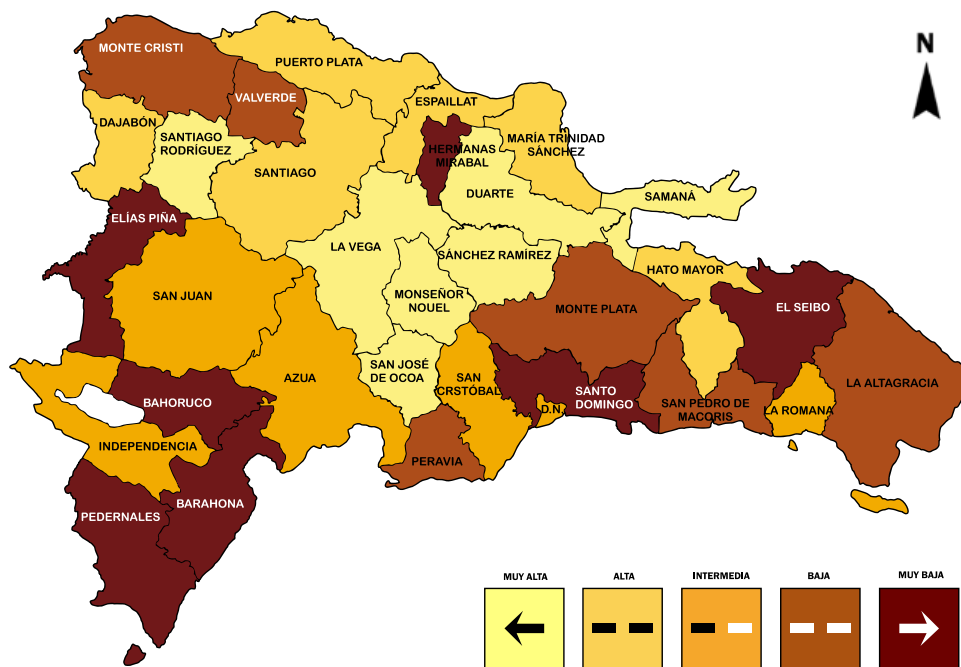 N
MONTE CRISTI
PUERTO PLATA
VALVERDE
ESPAILLAT
DAJABÓN
SANTIAGO
RODRÍGUEZ
MARÍA TRINIDAD
SÁNCHEZ
HERMANAS
MIRABAL
SANTIAGO
DUARTE
SAMANÁ
ELÍAS PIÑA
LA VEGA
SÁNCHEZ RAMÍREZ
HATO MAYOR
SAN JUAN
MONSEÑOR
NOUEL
MONTE PLATA
EL SEIBO
SAN JOSÉ
DE OCOA
AZUA
SAN
CRSTÓBAL
SANTO
DOMINGO
D.N.
SAN PEDRO DE
MACORIS
LA ROMANA
LA ALTAGRACIA
BAHORUCO
INDEPENDENCIA
PERAVIA
BARAHONA
PEDERNALES
MUY ALTA
ALTA
INTERMEDIA
BAJA
MUY BAJA